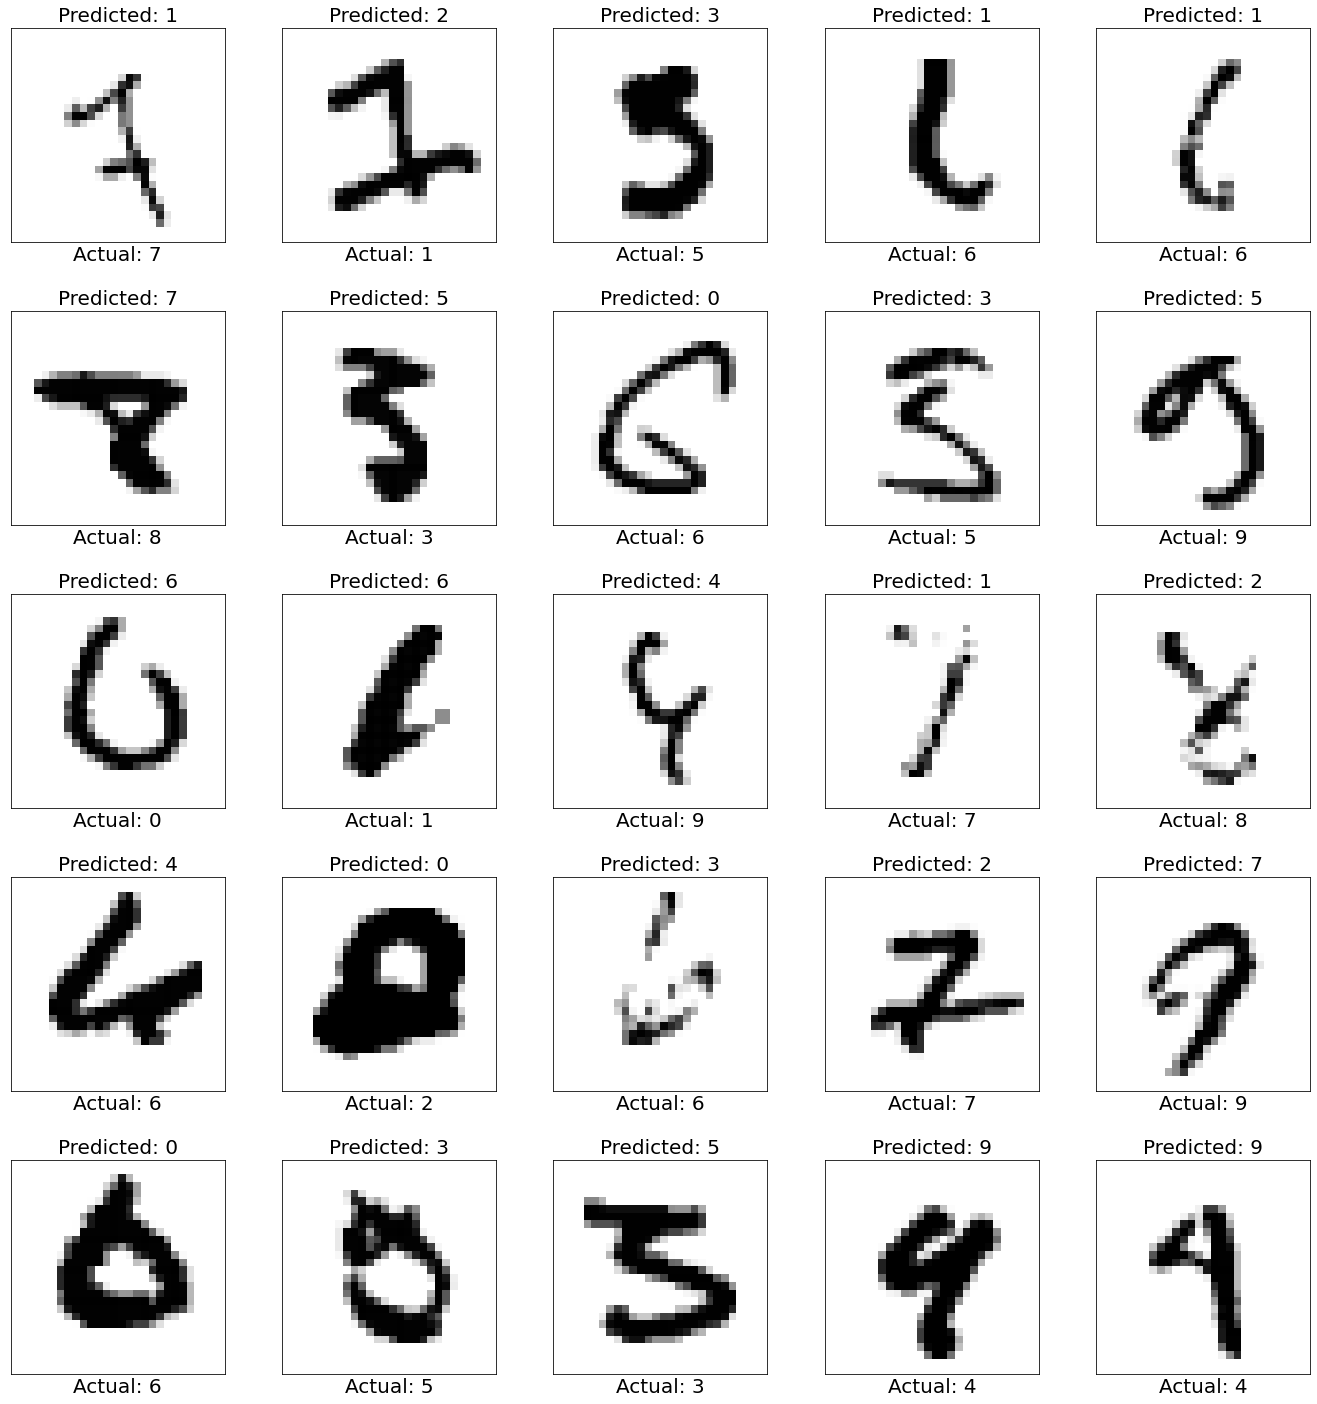 Predicted: 1 Predicted: 2 Predicted: 3 Predicted: 1 Predicted: 1
Actual: 7 Actual: 1 Actual: 5 Actual: 6 Actual: 6
Predicted: 7 Predicted: 5 Predicted: 0 Predicted: 3 Predicted: 5
Actual: 8 Actual: 3 Actual: 6 Actual: 5 Actual: 9
Predicted: 6 Predicted: 6 Predicted: 4 Predicted: 1 Predicted: 2
Actual: 0 Actual: 1 Actual: 9 Actual: 7 Actual: 8
Predicted: 4 Predicted: 0 Predicted: 3 Predicted: 2 Predicted: 7
Actual: 6 Actual: 2 Actual: 6 Actual: 7 Actual: 9
Predicted: 0 Predicted: 3 Predicted: 5 Predicted: 9 Predicted: 9
Actual: 6 Actual: 5 Actual: 3 Actual: 4 Actual: 4